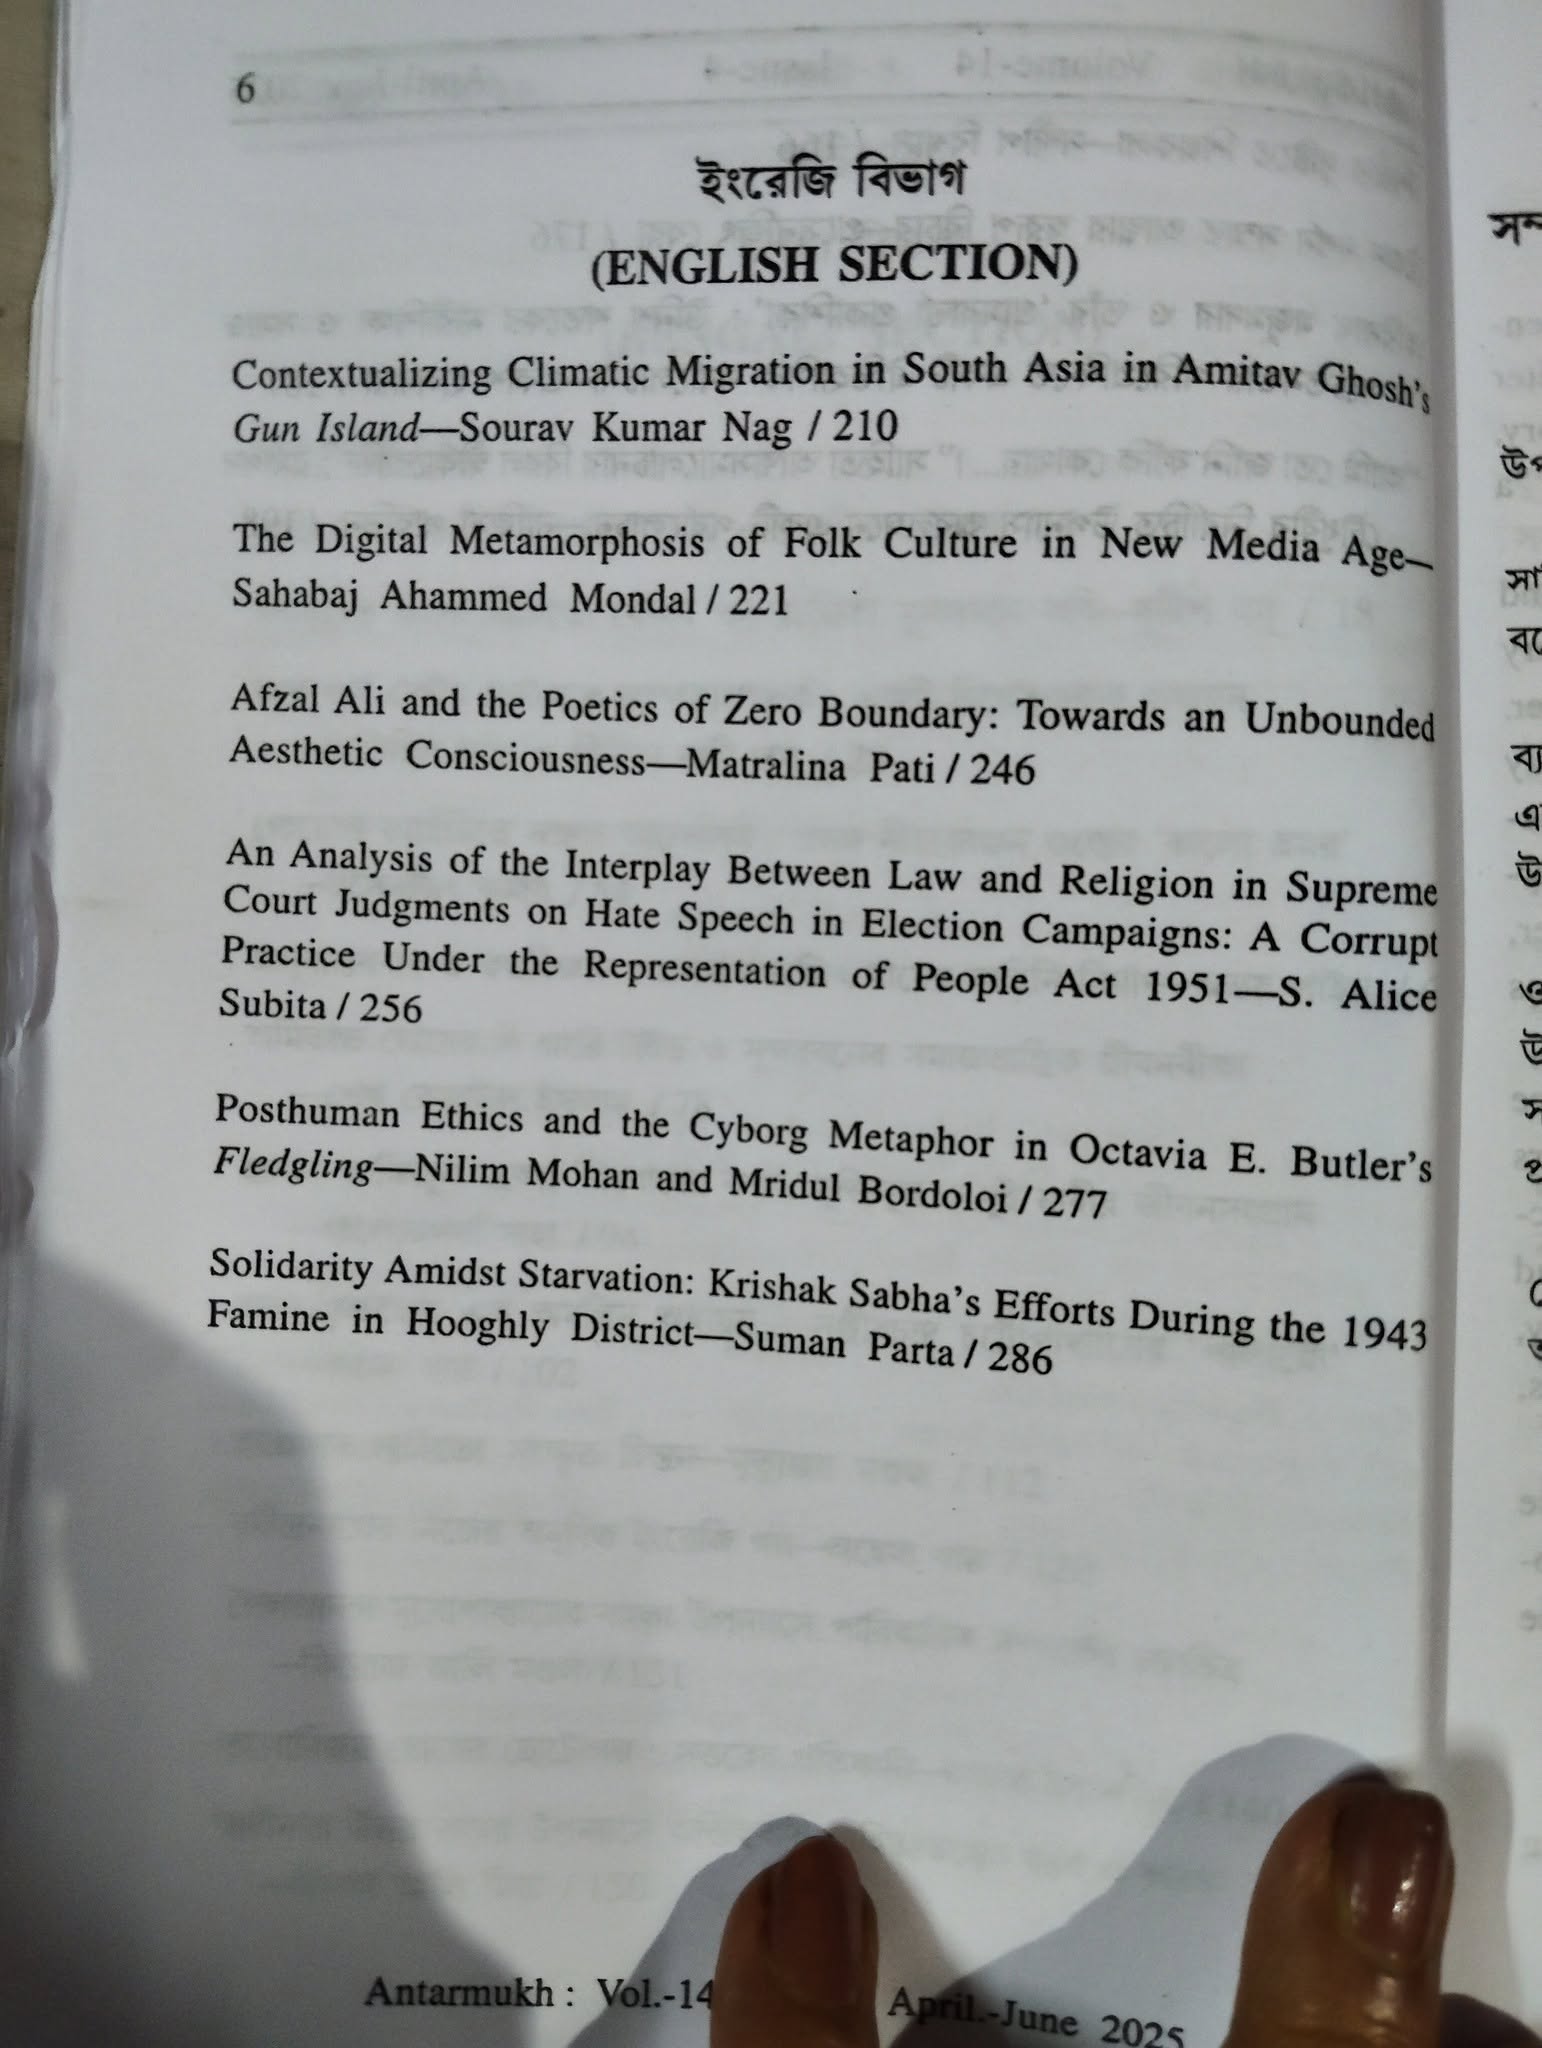 6
ইংরেজি বিভাগ
(ENGLISH SECTION)
Contextualizing Climatic Migration in South Asia in Amitav Ghosh's
Gun Island—Sourav Kumar Nag / 210
The Digital Metamorphosis of Folk Culture in New Media Age—
Sahabaj Ahammed Mondal / 221
Afzal Ali and the Poetics of Zero Boundary: Towards an Unbounded
Aesthetic Consciousness—Matralina Pati / 246
An Analysis of the Interplay Between Law and Religion in Supreme
Court Judgments on Hate Speech in Election Campaigns: A Corrupt
Practice Under the Representation of People Act 1951—S. Alice
Subita / 256
Posthuman Ethics and the Cyborg Metaphor in Octavia E. Butler's
Fledgling—Nilim Mohan and Mridul Bordoloi / 277
Solidarity Amidst Starvation: Krishak Sabha's Efforts During the 1943
Famine in Hooghly District—Suman Parta / 286
Antarmukh : Vol.-14 April.-June 2025